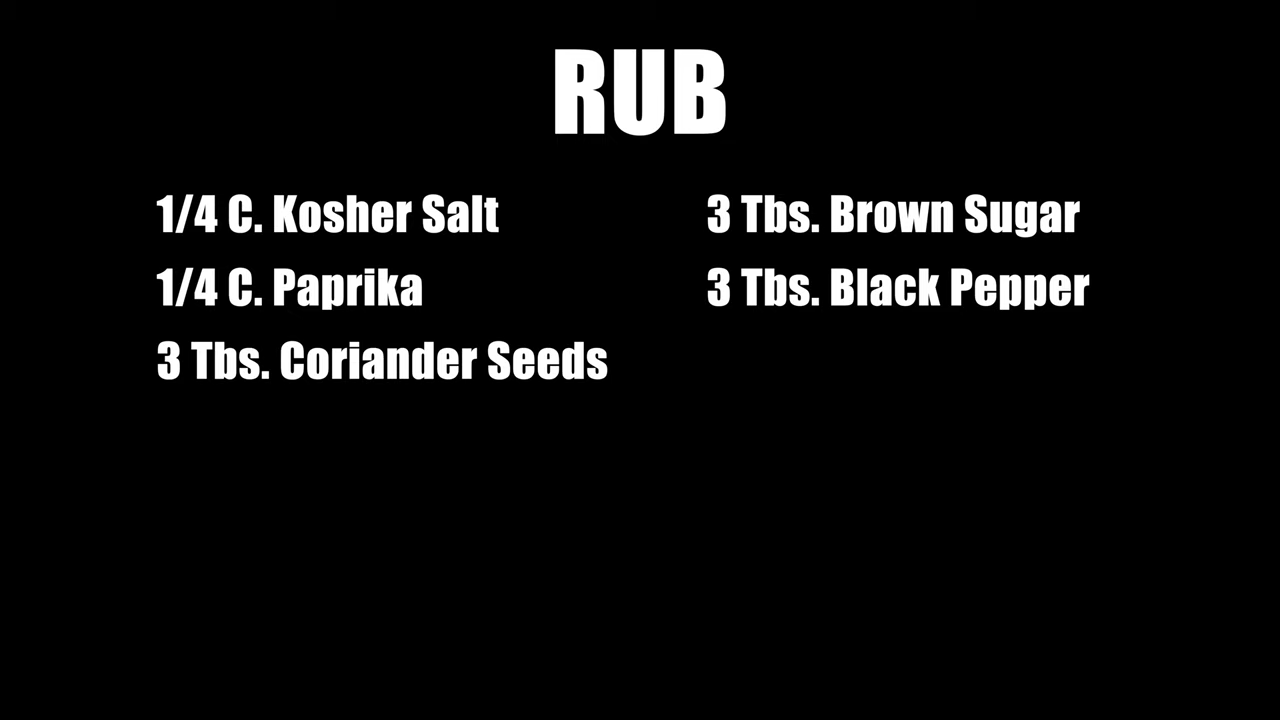 RUB
1/4 C. Kosher Salt
1/4 C. Paprika
3 Tbs. Coriander Seeds
3 Tbs. Brown Sugar
3 Tbs. Black Pepper